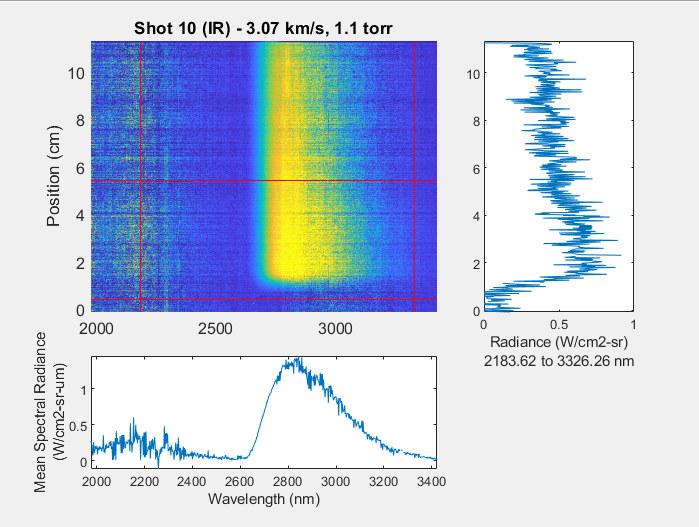 Shot 10 (IR) - 3.07 km/s, 1.1 torr
Position (cm)
10
8
6
4
2
0
2000 2500 3000
10
8
6
4
2
0
0 0.5 1
Radiance (W/cm2-sr)
2183.62 to 3326.26 nm
Mean Spectral Radiance
(W/cm2-sr-um)
1
0.5
0
2000 2200 2400 2600 2800 3000 3200 3400
Wavelength (nm)